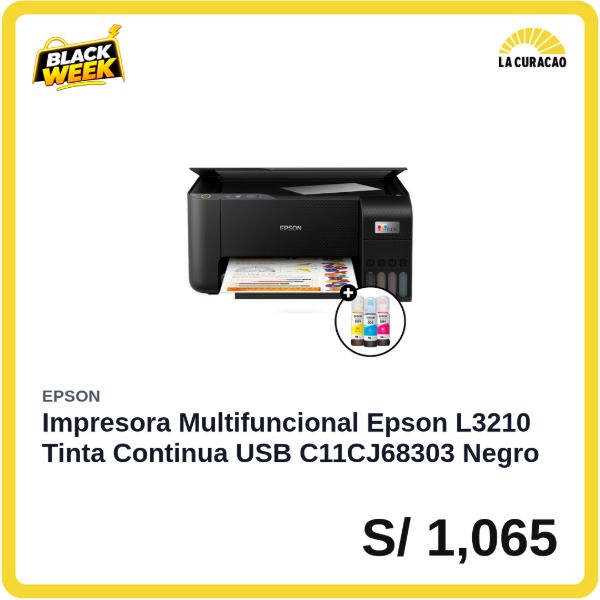 BLACK
WEEK
LA CURACAO
EPSON
EPSON
Impresora Multifuncional Epson L3210
Tinta Continua USB C11CJ68303 Negro
S/ 1,065